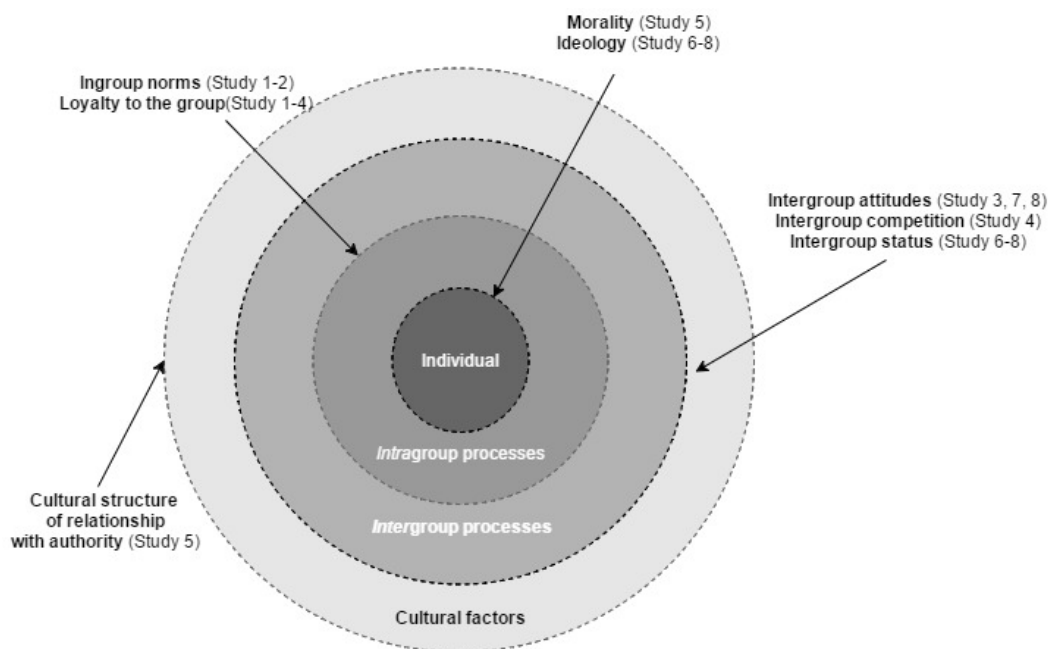 Morality (Study 5)
Ideology (Study 6-8)
Ingroup norms (Study 1-2)
Loyalty to the group(Study 1-4)
Intergroup attitudes (Study 3, 7, 8)
Intergroup competition (Study 4)
Intergroup status (Study 6-8)
Individual
Intragroup processes
Intergroup processes
Cultural structure
of relationship
with authority (Study 5)
Cultural factors